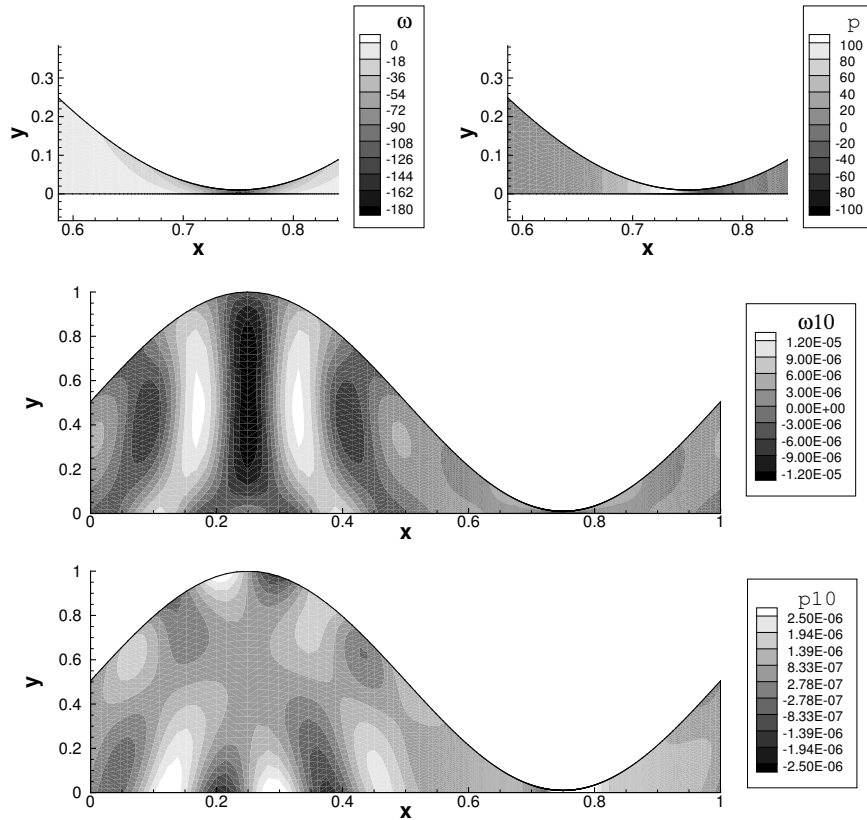 ω
0
-18
-36
-54
-72
-90
-108
-126
-144
-162
-180
y
0.3
0.2
0.1
0
0.6
0.7
0.8
x
p
100
80
60
40
20
0
-20
-40
-60
-80
-100
y
0.3
0.2
0.1
0
0.6
0.7
0.8
x
ω10
1.20E-05
9.00E-06
6.00E-06
3.00E-06
0.00E+00
-3.00E-06
-6.00E-06
-9.00E-06
-1.20E-05
y
1
0.8
0.6
0.4
0.2
0
0
0.2
0.4
0.6
0.8
1
x
p10
2.50E-06
1.94E-06
1.39E-06
8.33E-07
2.78E-07
-2.78E-07
-8.33E-07
-1.39E-06
-1.94E-06
-2.50E-06
y
1
0.8
0.6
0.4
0.2
0
0
0.2
0.4
0.6
0.8
1
x